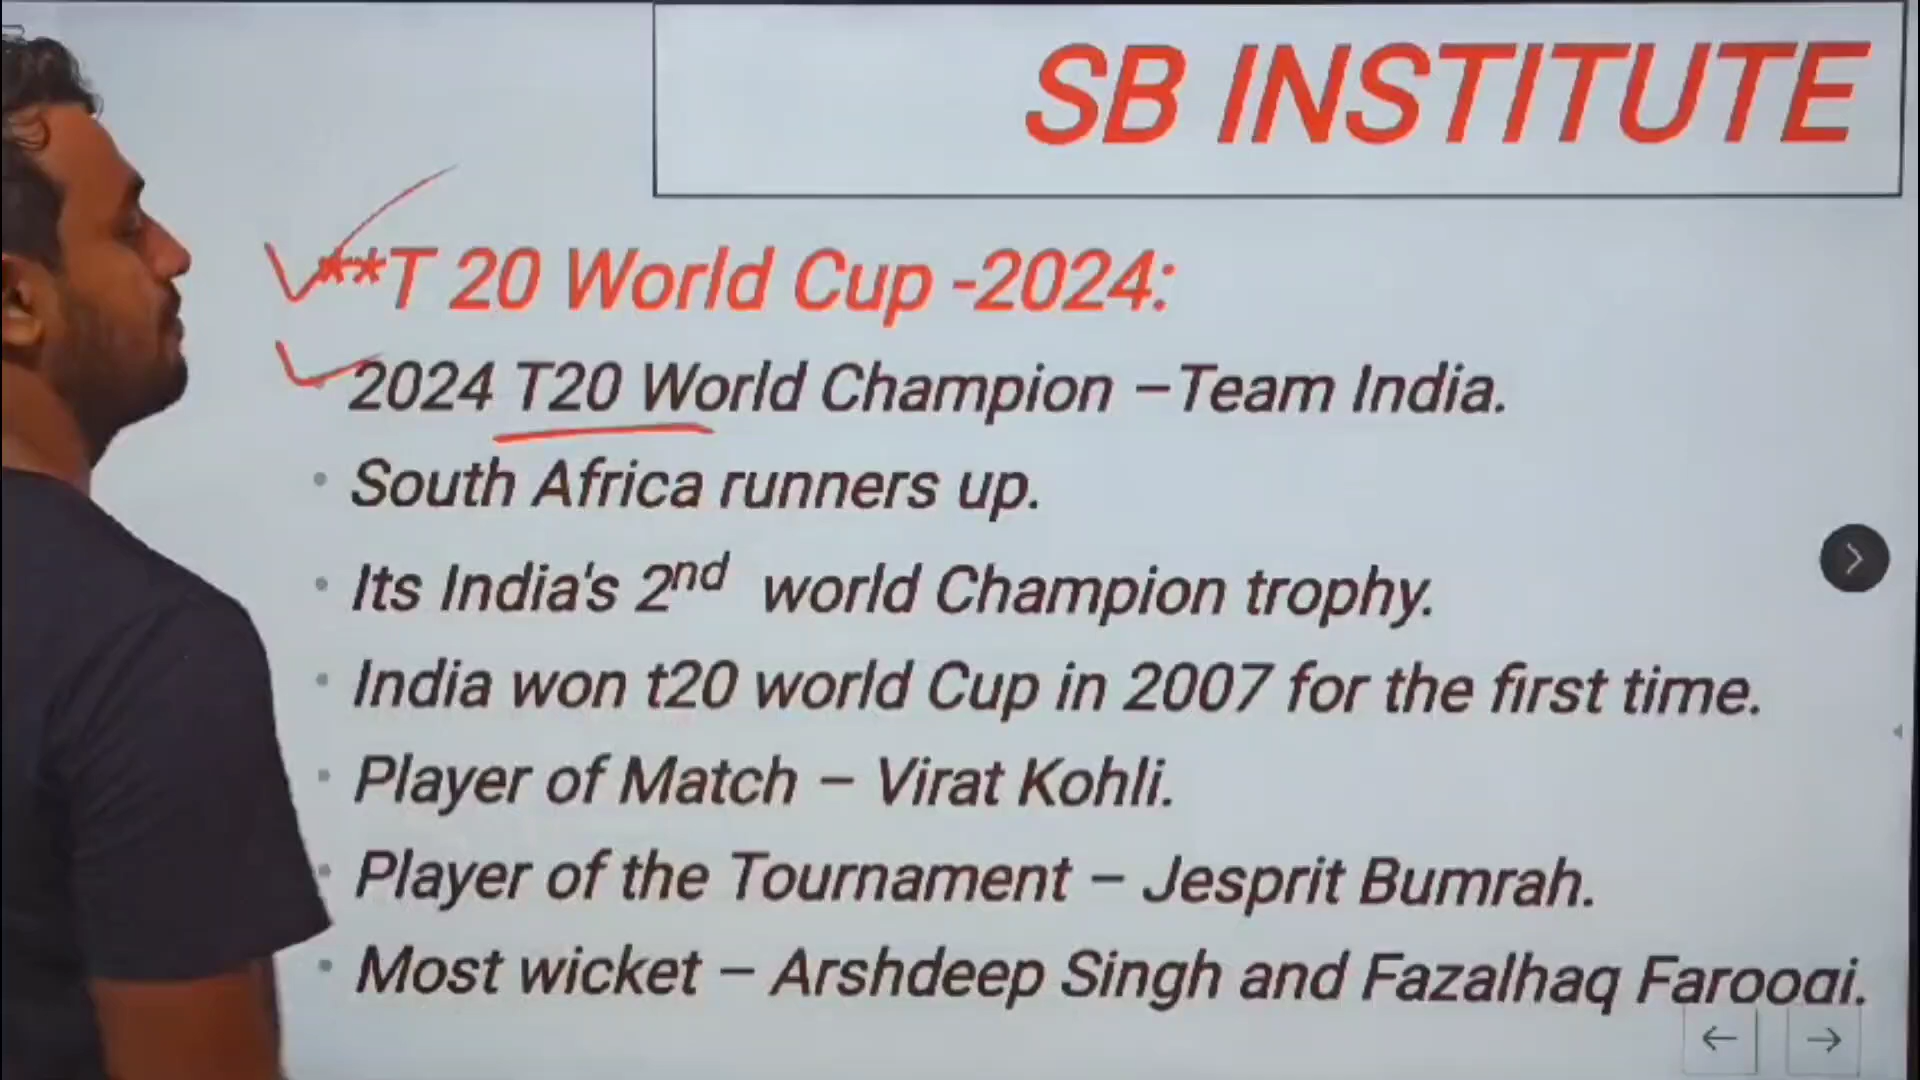 SB INSTITUTE
**T 20 World Cup -2024:
2024 T20 World Champion –Team India.
South Africa runners up.
Its India's 2nd world Champion trophy.
India won t20 world Cup in 2007 for the first time.
Player of Match – Virat Kohli.
Player of the Tournament – Jesprit Bumrah.
Most wicket – Arshdeep Singh and Fazalhaq Farooqi.